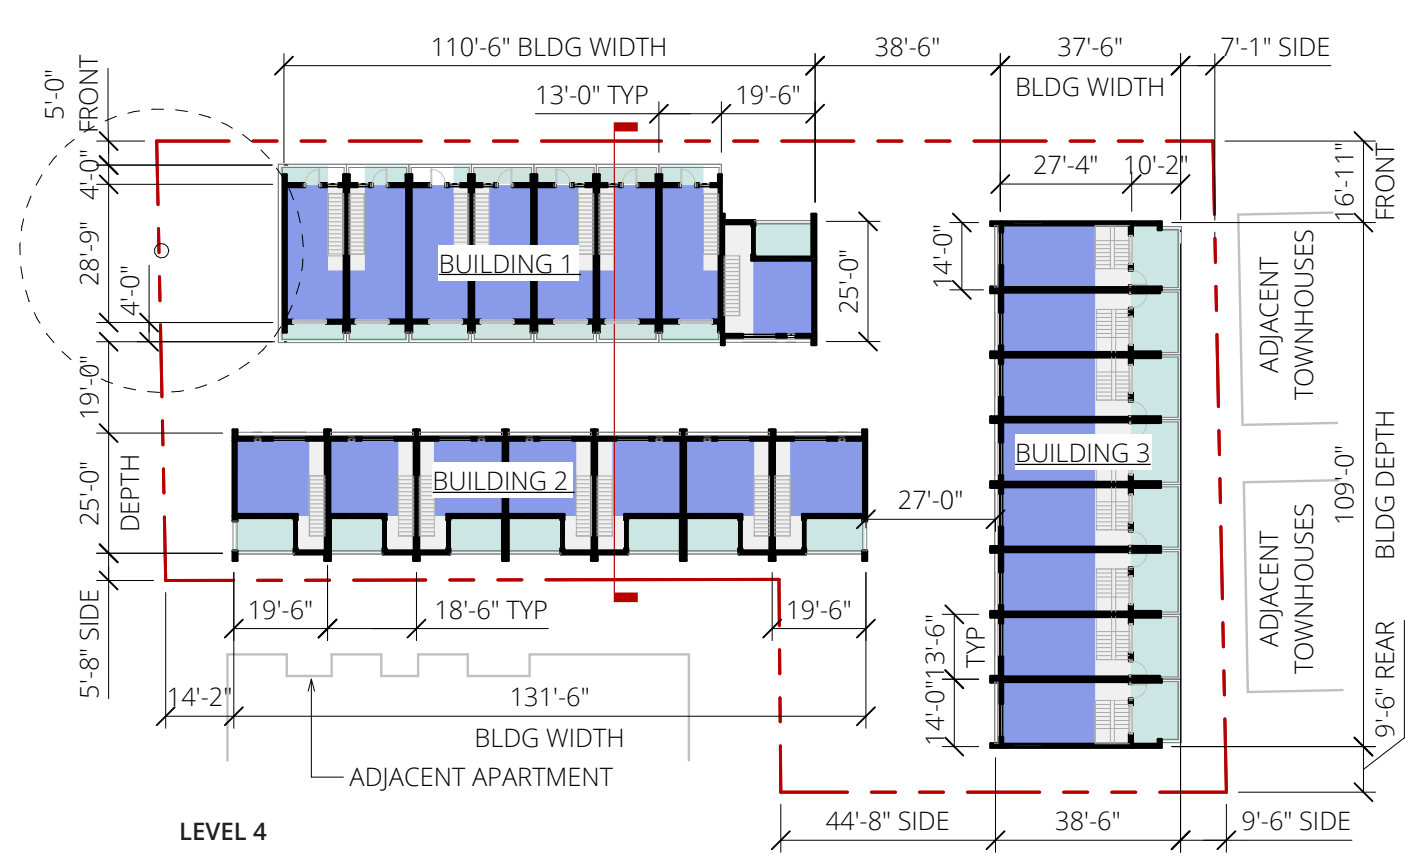 110'-6" BLDG WIDTH
38'-6"
37'-6"
BLDG WIDTH
7'-1" SIDE
5'-0"
FRONT
13'-0" TYP
19'-6"
27'-4"
10'-2"
16'-11"
FRONT
4'-0"
28'-9"
4'-0"
BUILDING 1
25'-0"
14'-0"
ADJACENT
TOWNHOUSES
19'-0"
25'-0"
DEPTH
BUILDING 2
27'-0"
BUILDING 3
109'-0"
BLDG DEPTH
ADJACENT
TOWNHOUSES
5'-8" SIDE
19'-6"
18'-6" TYP
19'-6"
13'-6"
TYP
14'-0"
9'-6" REAR
14'-2"
131'-6"
BLDG WIDTH
ADJACENT APARTMENT
44'-8" SIDE
38'-6"
9'-6" SIDE
LEVEL 4